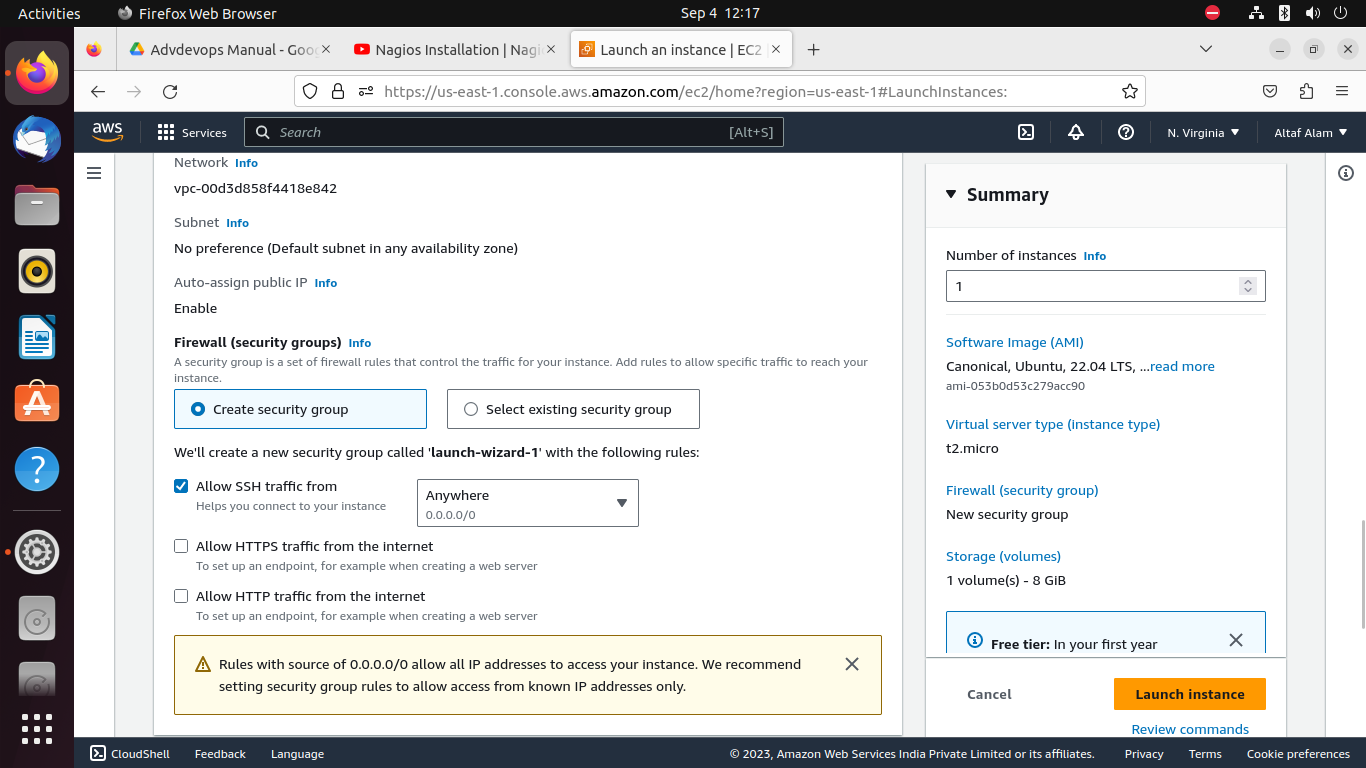 Activities
Firefox Web Browser
Sep 4 12:17
Advdevops Manual - Goo
Nagios Installation | Nagi
Launch an instance | EC2 |
https://us-east-1.console.aws.amazon.com/ec2/home?region=us-east-1#LaunchInstances:
aws
Services
Search
[Alt+S]
N. Virginia
Altaf Alam
Network Info
vpc-00d3d858f4418e842
Subnet Info
No preference (Default subnet in any availability zone)
Auto-assign public IP Info
Enable
Firewall (security groups) Info
A security group is a set of firewall rules that control the traffic for your instance. Add rules to allow specific traffic to reach your
instance.
Create security group
Select existing security group
We'll create a new security group called 'launch-wizard-1' with the following rules:
Allow SSH traffic from
Helps you connect to your instance
Anywhere
0.0.0.0/0
Allow HTTPS traffic from the internet
To set up an endpoint, for example when creating a web server
Allow HTTP traffic from the internet
To set up an endpoint, for example when creating a web server
Rules with source of 0.0.0.0/0 allow all IP addresses to access your instance. We recommend
setting security group rules to allow access from known IP addresses only.
Summary
Number of instances Info
1
Software Image (AMI)
Canonical, Ubuntu, 22.04 LTS, ...read more
ami-053b0d53c279acc90
Virtual server type (instance type)
t2.micro
Firewall (security group)
New security group
Storage (volumes)
1 volume(s) - 8 GiB
Free tier: In your first year
Cancel
Launch instance
Review commands
CloudShell
Feedback
Language
© 2023, Amazon Web Services India Private Limited or its affiliates.
Privacy
Terms
Cookie preferences